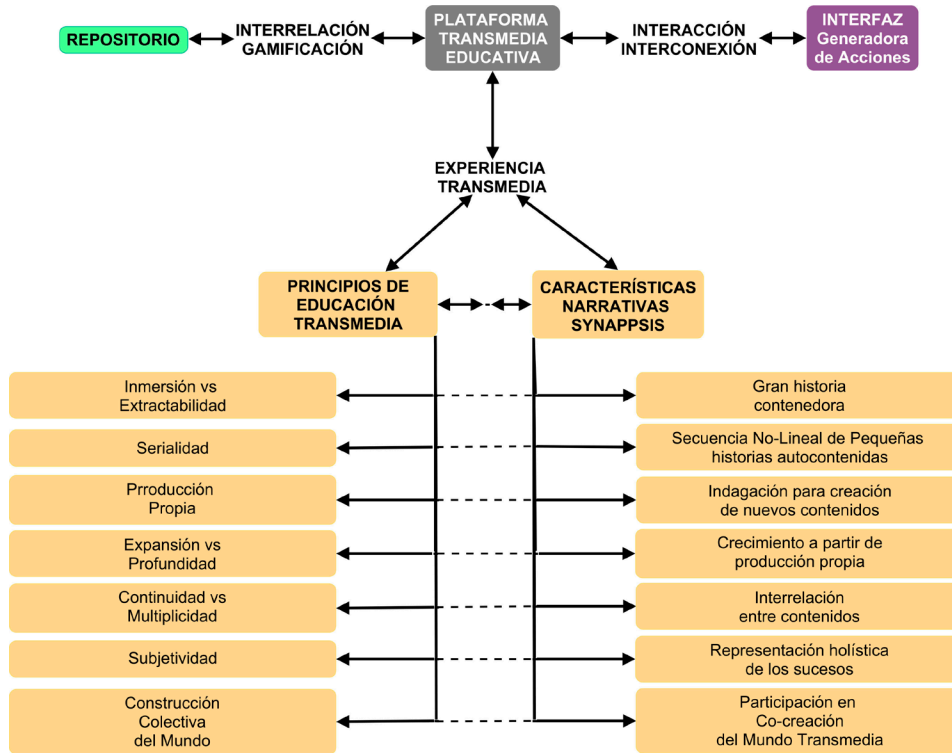 REPOSITORIO
INTERRELACIÓN
GAMIFICACIÓN
PLATAFORMA
TRANSMEDIA
EDUCATIVA
INTERACCIÓN
INTERCONEXIÓN
INTERFAZ
Generadora
de Acciones
EXPERIENCIA
TRANSMEDIA
PRINCIPIOS DE
EDUCACIÓN
TRANSMEDIA
CARACTERÍSTICAS
NARRATIVAS
SYNAPPSIS
Inmersión vs
Extractabilidad
Gran historia
contenedora
Serialidad
Secuencia No-Lineal de Pequeñas
historias autocontenidas
Prroducción
Propia
Indagación para creación
de nuevos contenidos
Expansión vs
Profundidad
Crecimiento a partir de
producción propia
Continuidad vs
Multiplicidad
Interrelación
entre contenidos
Subjetividad
Representación holística
de los sucesos
Construcción
Colectiva
del Mundo
Participación en
Co-creación
del Mundo Transmedia